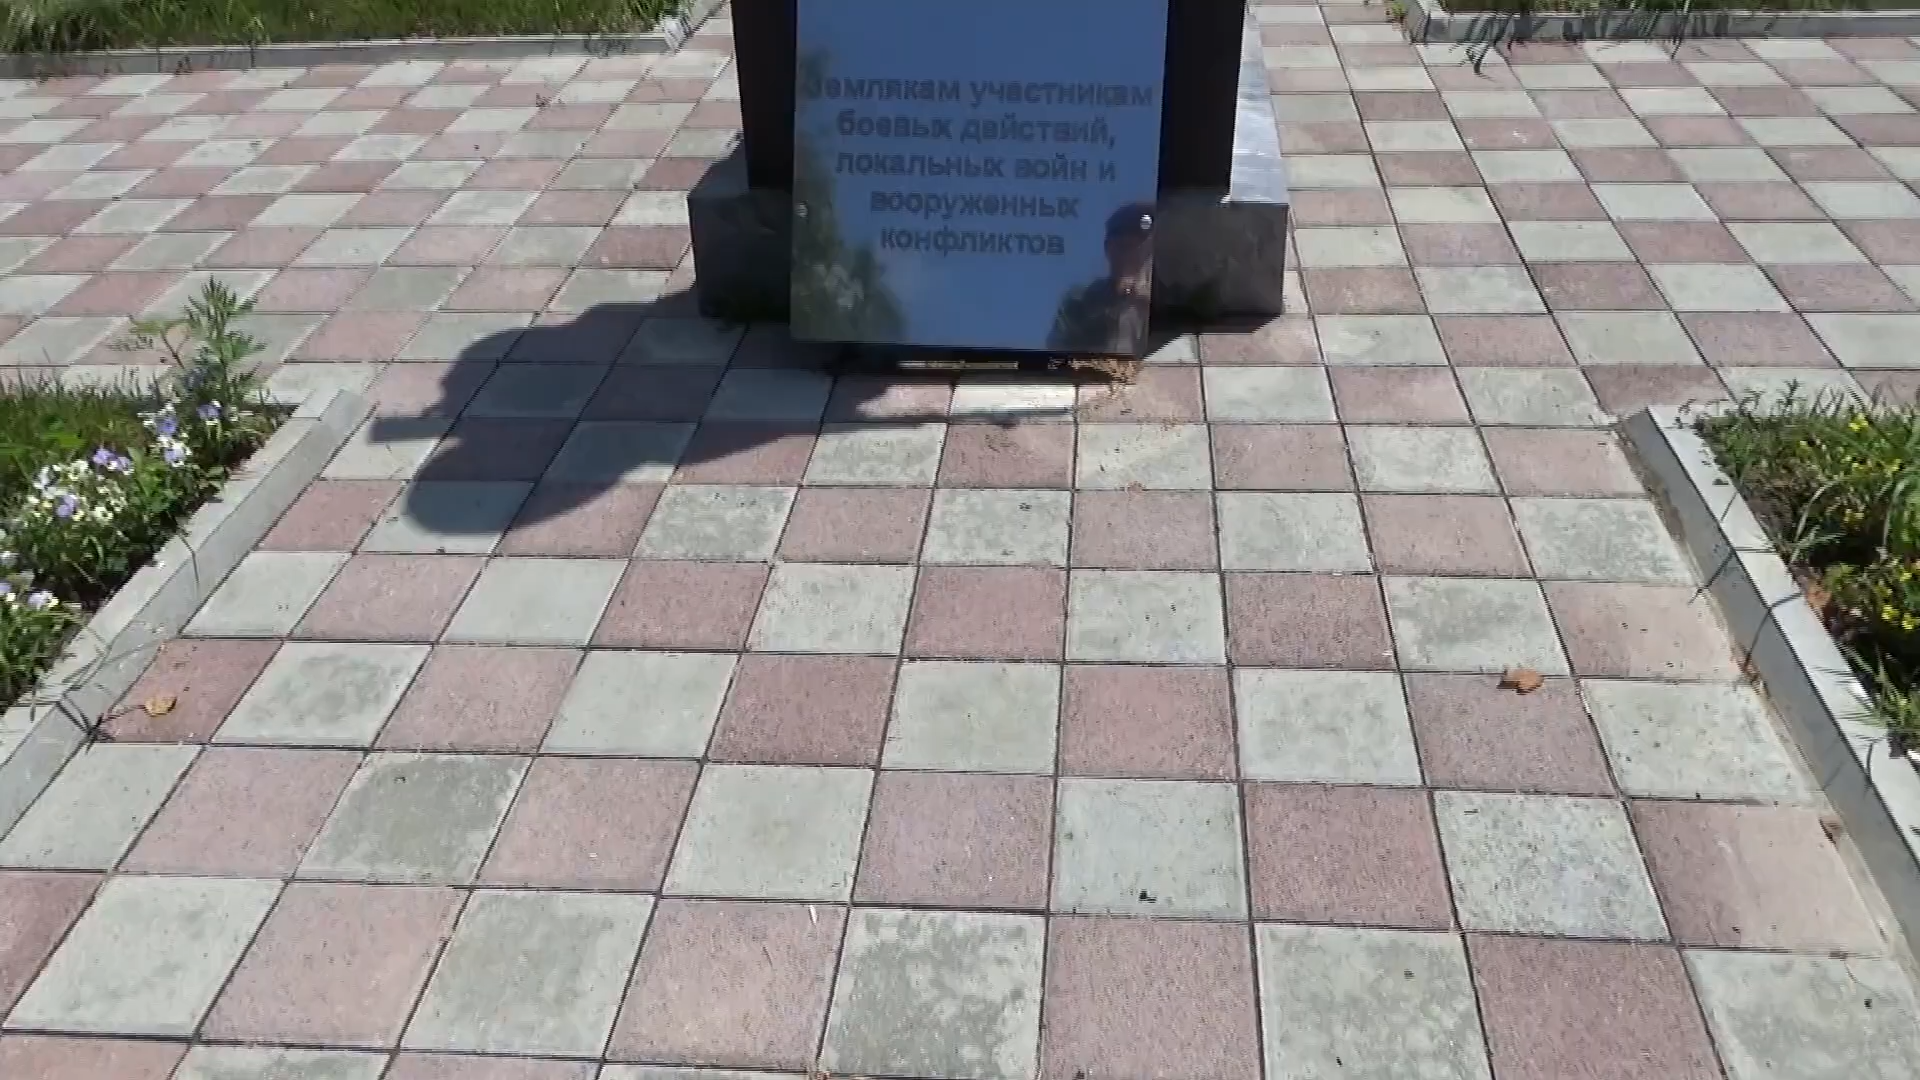 Землякам участникам
боевых действий,
локальных войн и
вооруженных
конфликтов